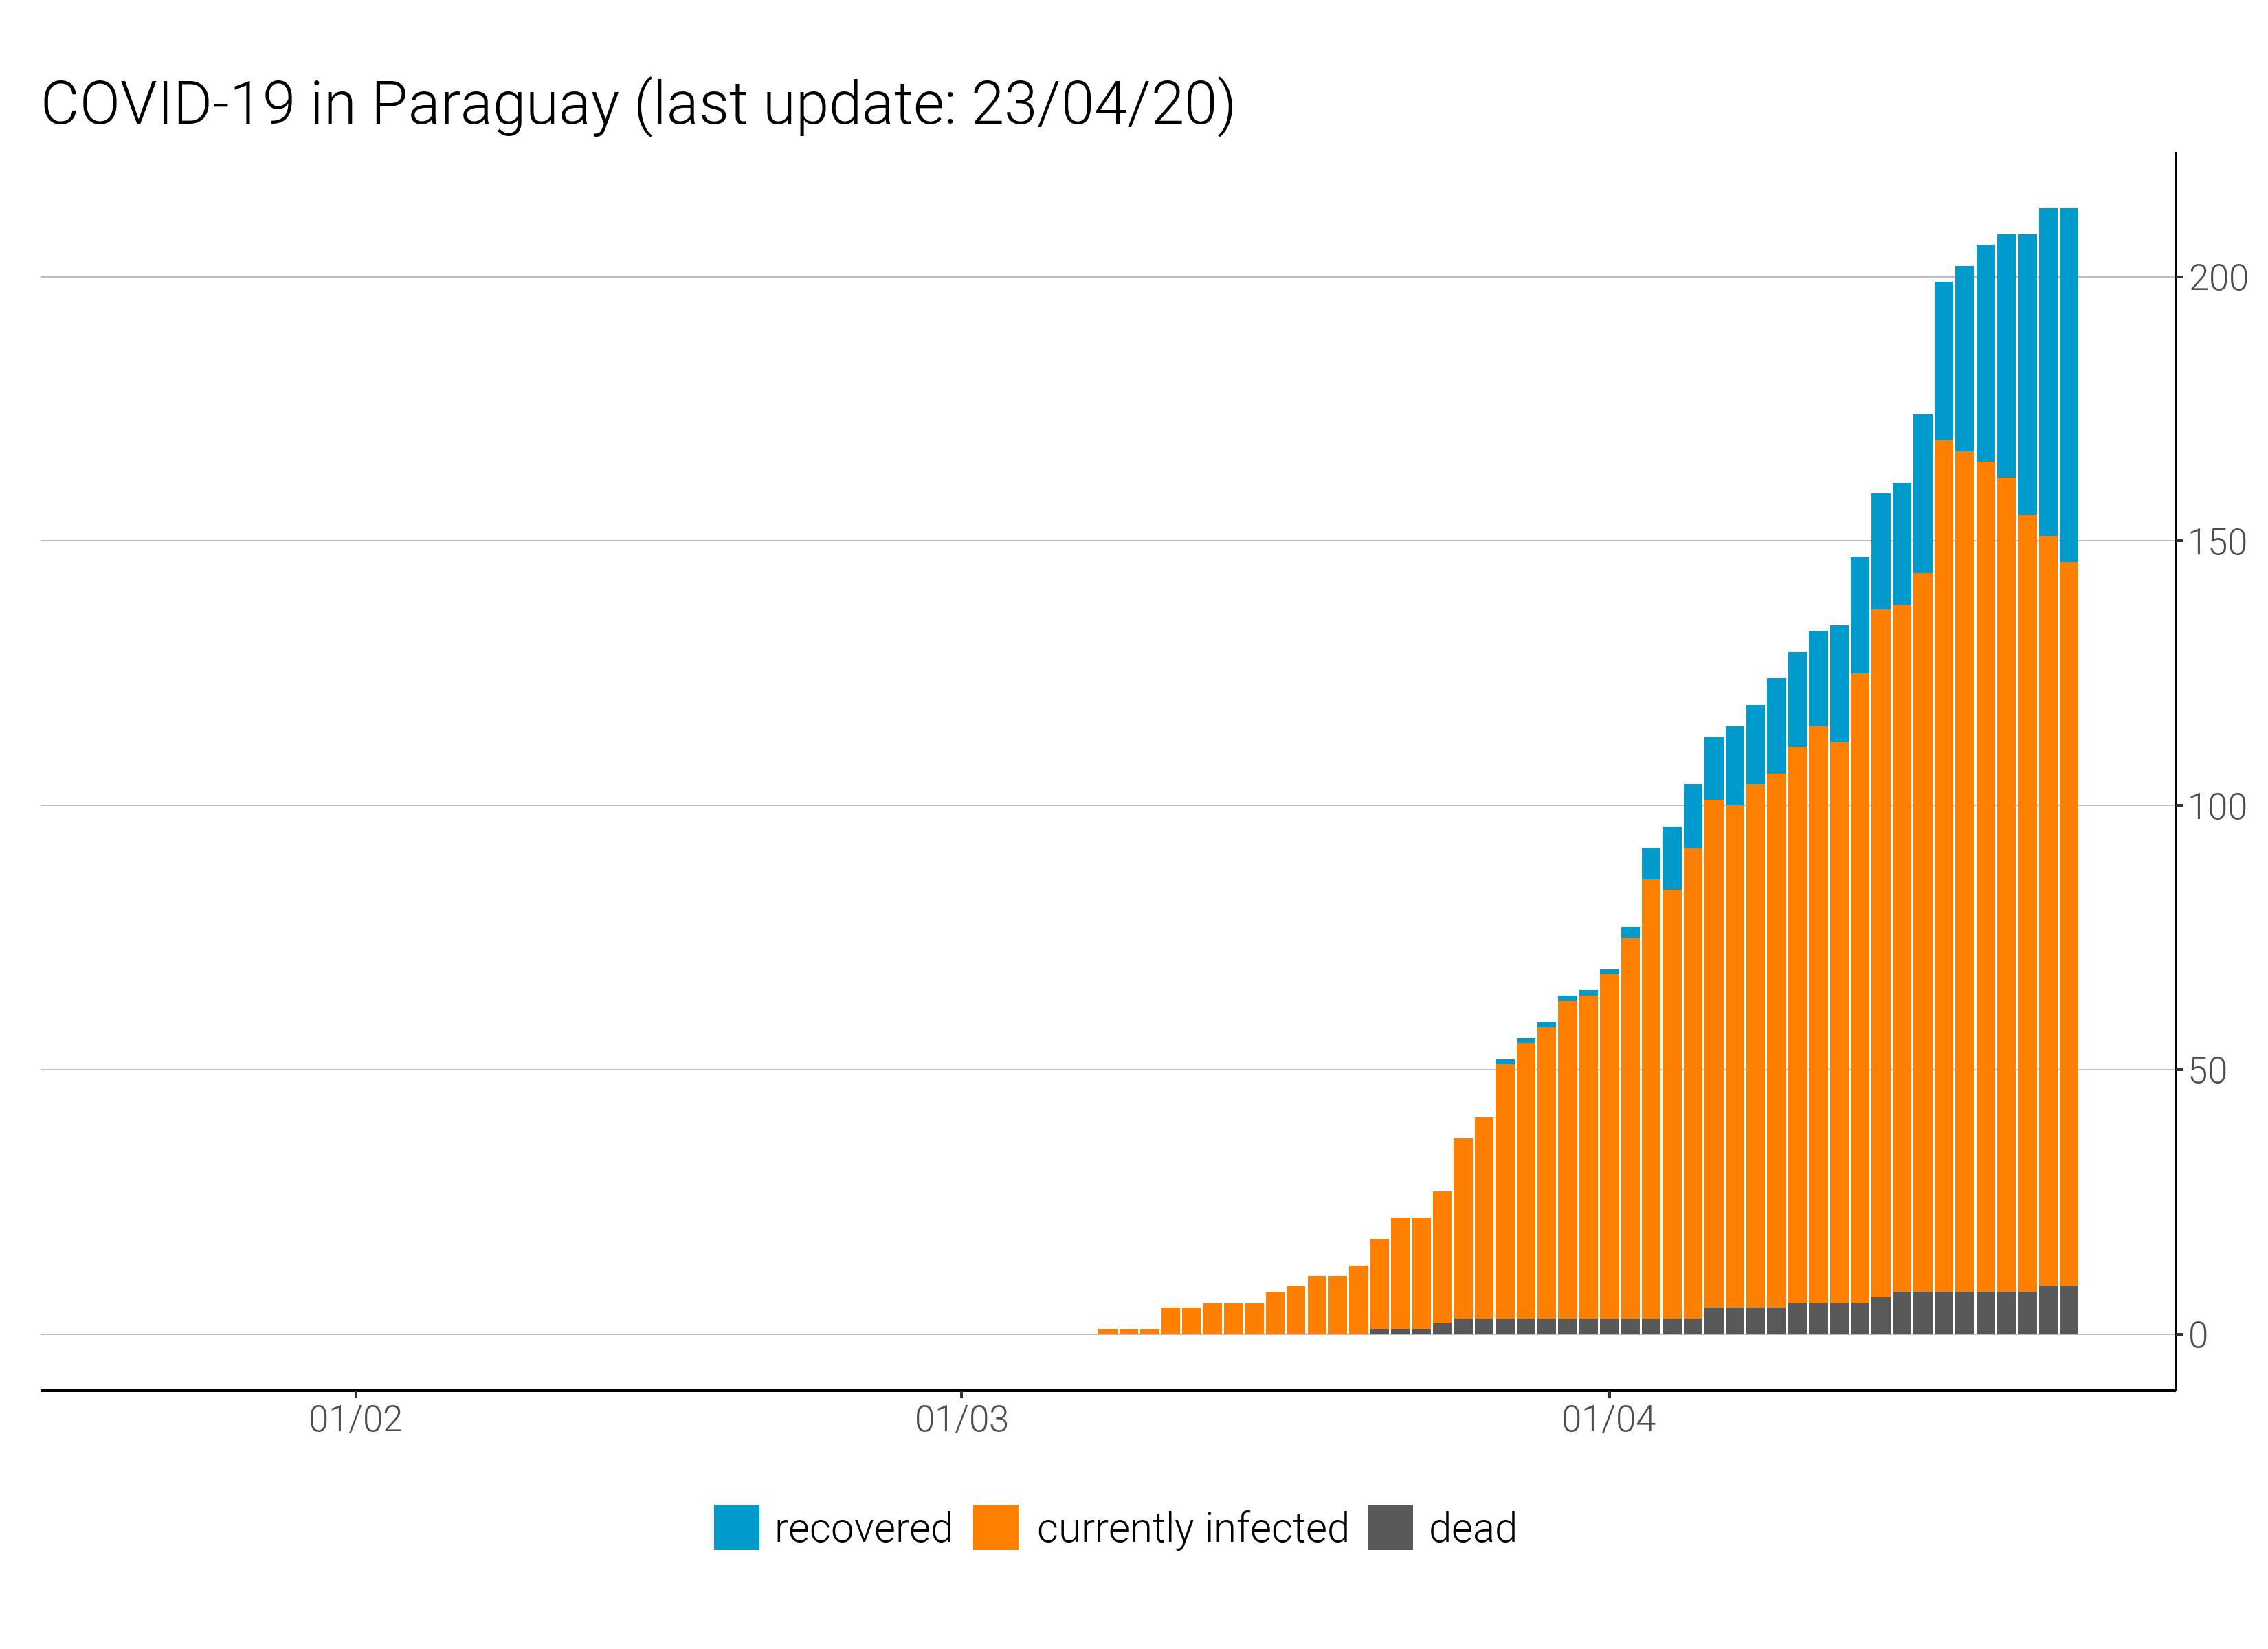 COVID-19 in Paraguay (last update: 23/04/20)
200
150
100
50
0
01/02 01/03 01/04
recovered currently infected dead